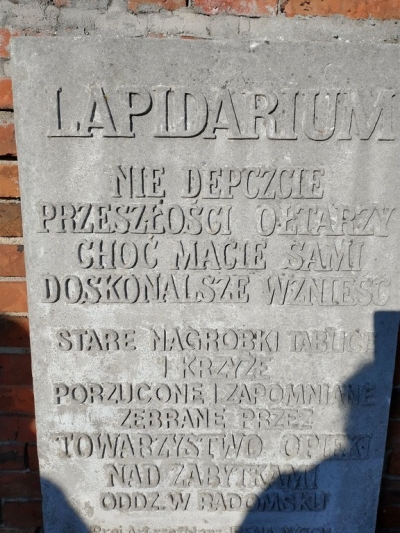 LAPIDARIUM
NIE DEPCZCIE
PRZESZŁOŚCI OŁTARZY
CHOĆ MACIE SAMI
DOSKONALSZE WZNIEŚĆ
STARE NAGROBKI TABLICE
I KRZYŻE
PORZUCONE I ZAPOMNIANE
ZEBRANE PRZEZ
TOWARZYSTWO OPIEKI
NAD ZABYTKAMI
ODDZ. W RADOMSKU